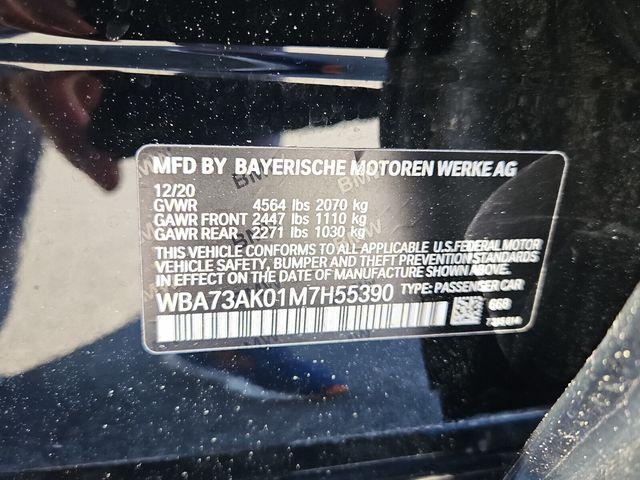 MFD BY BAYERISCHE MOTOREN WERKE AG
12/20
GVWR 4564 lbs 2070 kg
GAWR FRONT 2447 lbs 1110 kg
GAWR REAR 2271 lbs 1030 kg
THIS VEHICLE CONFORMS TO ALL APPLICABLE U.S.FEDERAL MOTOR
VEHICLE SAFETY, BUMPER AND THEFT PREVENTION STANDARDS
IN EFFECT ON THE DATE OF MANUFACTURE SHOWN ABOVE.
WBA73AK01M7H55390 TYPE: PASSENGER CAR
668